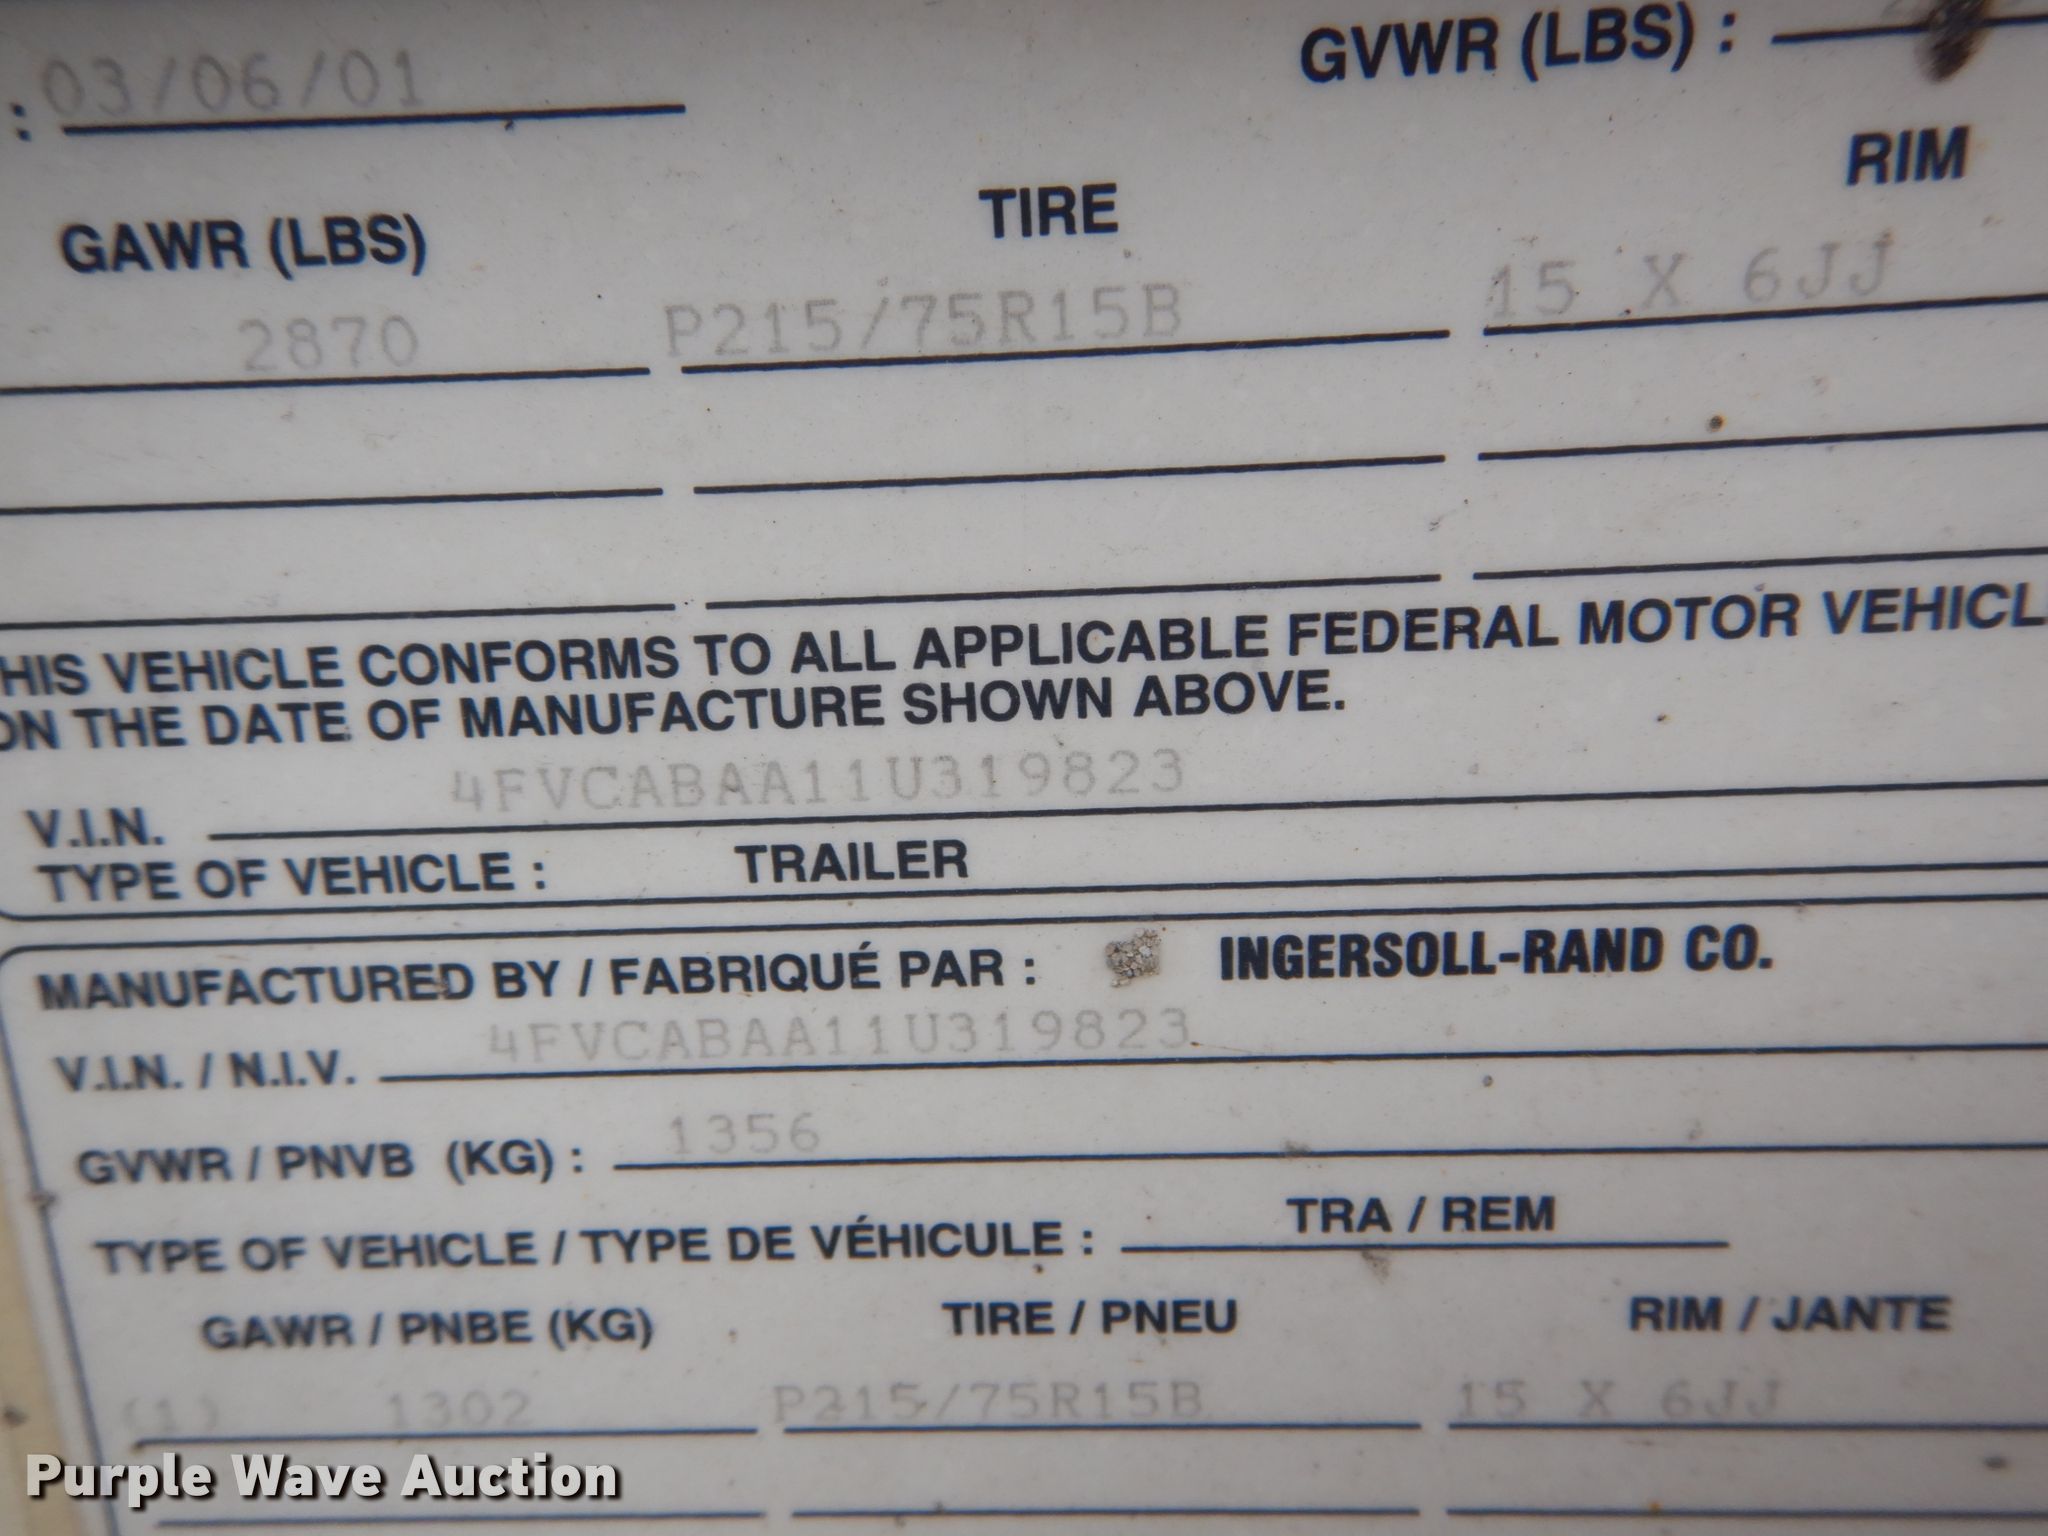 : 03/06/01 GVWR (LBS) :
GAWR (LBS) TIRE RIM
2870 P215/75R15B 15 X 6JJ
HIS VEHICLE CONFORMS TO ALL APPLICABLE FEDERAL MOTOR VEHICL
ON THE DATE OF MANUFACTURE SHOWN ABOVE.
V.I.N. 4FVCABAA11U319823
TYPE OF VEHICLE : TRAILER
MANUFACTURED BY / FABRIQUÉ PAR : INGERSOLL-RAND CO.
V.I.N. / N.I.V. 4FVCABAA11U319823
GVWR / PNVB (KG) : 1356
TYPE OF VEHICLE / TYPE DE VÉHICULE : TRA / REM
GAWR / PNBE (KG) TIRE / PNEU RIM / JANTE
(1) 1302 P215/75R15B 15 X 6JJ
Purple Wave Auction